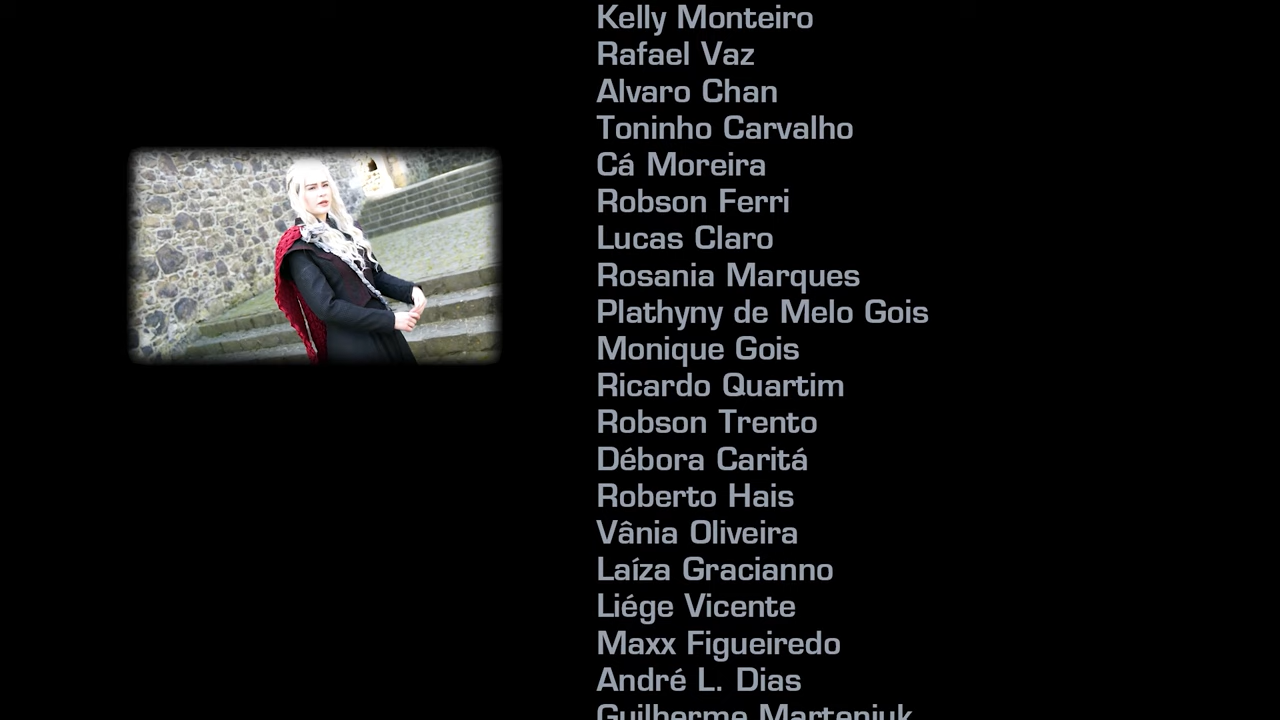 Kelly Monteiro
Rafael Vaz
Alvaro Chan
Toninho Carvalho
Cá Moreira
Robson Ferri
Lucas Claro
Rosania Marques
Plathyny de Melo Gois
Monique Gois
Ricardo Quartim
Robson Trento
Débora Caritá
Roberto Hais
Vânia Oliveira
Laíza Gracianno
Liége Vicente
Maxx Figueiredo
André L. Dias
Guilherme Marteniuk